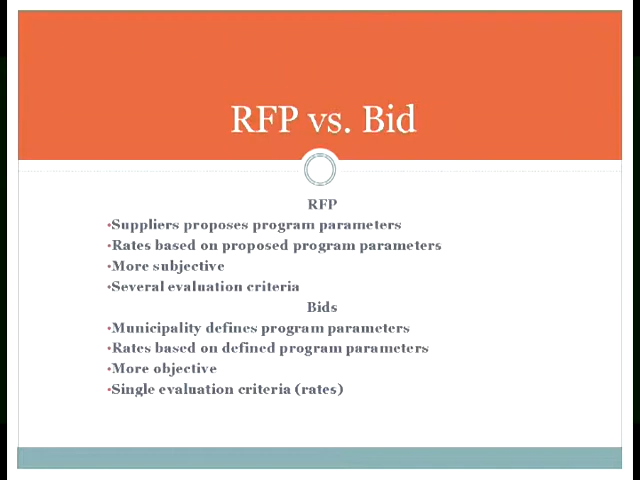 RFP vs. Bid
RFP
•Suppliers proposes program parameters
•Rates based on proposed program parameters
•More subjective
•Several evaluation criteria
Bids
•Municipality defines program parameters
•Rates based on defined program parameters
•More objective
•Single evaluation criteria (rates)